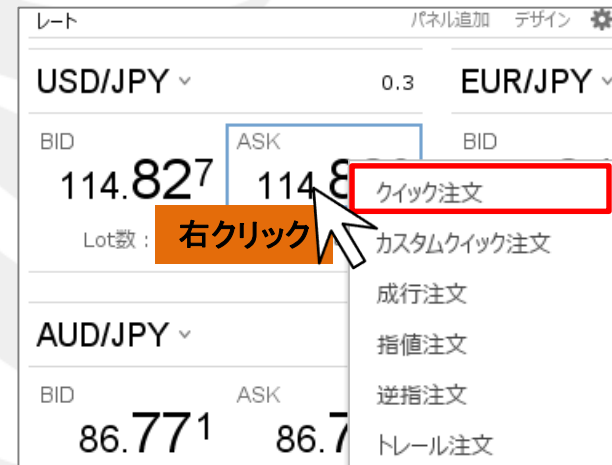 レート パネル追加 デザイン
USD/JPY 0.3 EUR/JPY
BID ASK BID
114.827 114.8
クイック注文
Lot数： 右クリック
カスタムクイック注文
成行注文
AUD/JPY
指値注文
BID ASK
逆指注文
86.771 86.7
トレール注文